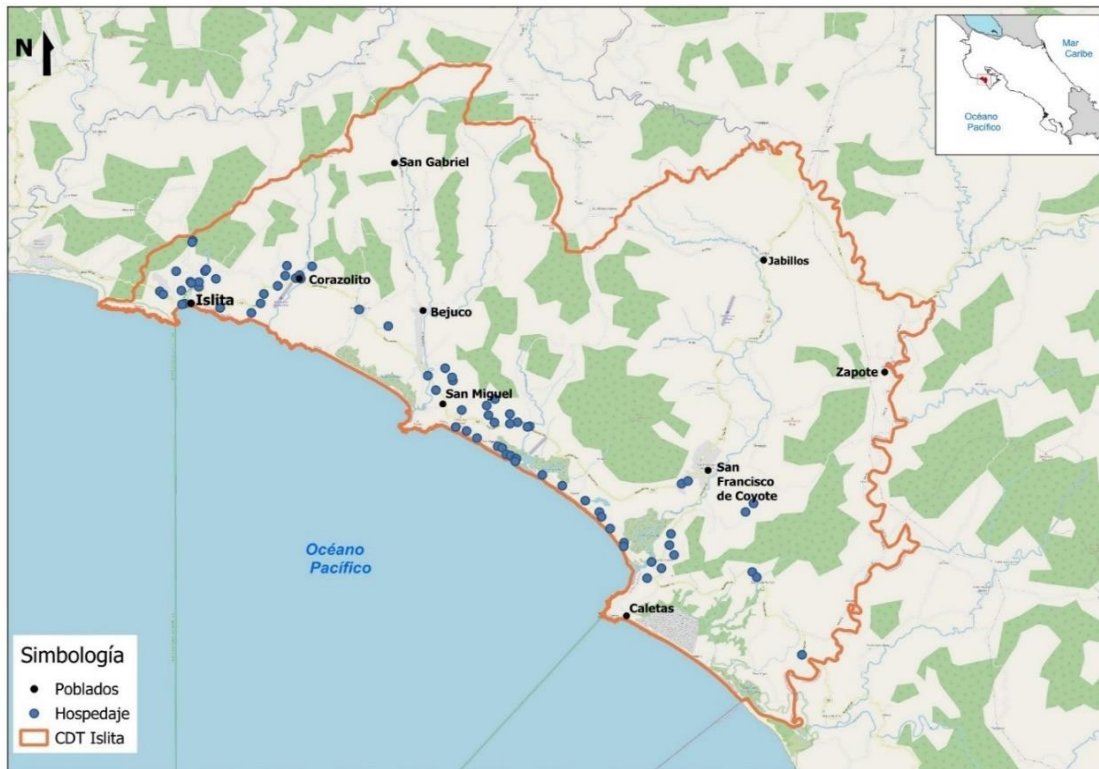 N
Mar
Caribe
Océano
Pacífico
San Gabriel
Jabillos
Corazolito
Islita
Bejuco
Zapote
San Miguel
San
Francisco
de Coyote
Océano
Pacífico
Caletas
Simbología
Poblados
Hospedaje
CDT Islita